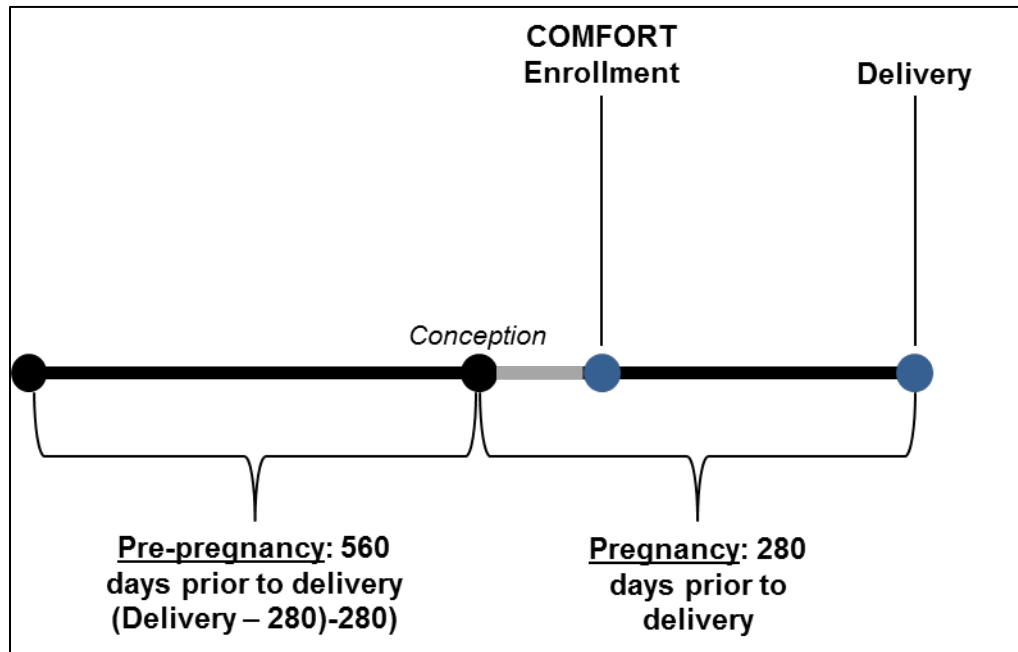 COMFORT
Enrollment
Delivery
Conception
Pre-pregnancy: 560
days prior to delivery
(Delivery – 280)-280)
Pregnancy: 280
days prior to
delivery